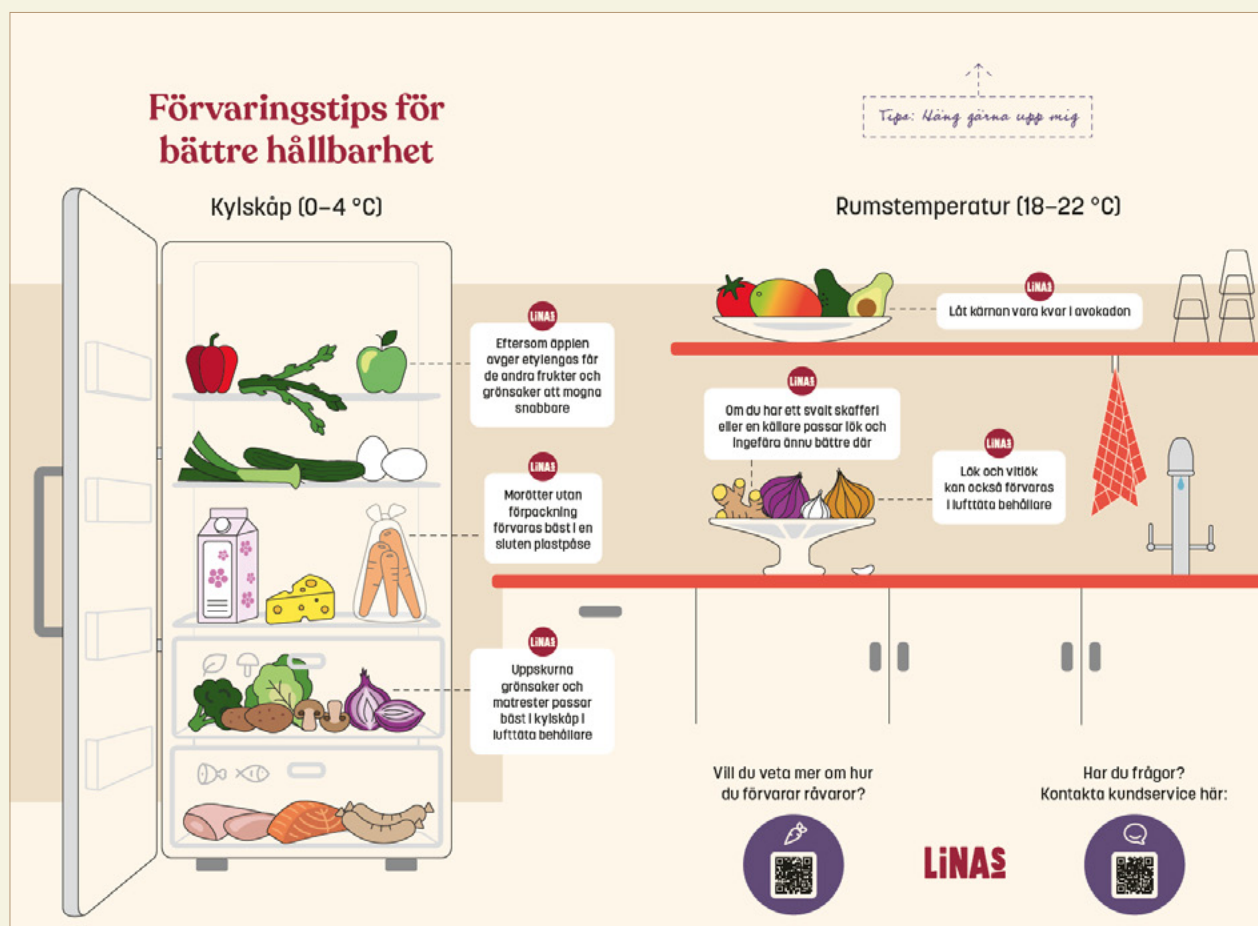 Förvaringstips för
bättre hållbarhet
Kylskåp (0–4 °C)
LiNAS
Eftersom äpplen
avger etylengas får
de andra frukter och
grönsaker att mogna
snabbare
LiNAS
Morötter utan
förpackning
förvaras bäst i en
sluten plastpåse
LiNAS
Uppskurna
grönsaker och
matrester passar
bäst i kylskåp i
lufttäta behållare
Tips: Häng gärna upp mig
Rumstemperatur (18–22 °C)
LiNAS
Låt kärnan vara kvar i avokadon
LiNAS
Om du har ett svalt skafferi
eller en källare passar lök och
ingefära ännu bättre där
LiNAS
Lök och vitlök
kan också förvaras
i lufttäta behållare
Vill du veta mer om hur
du förvarar råvaror?
LiNAS
Har du frågor?
Kontakta kundservice här: